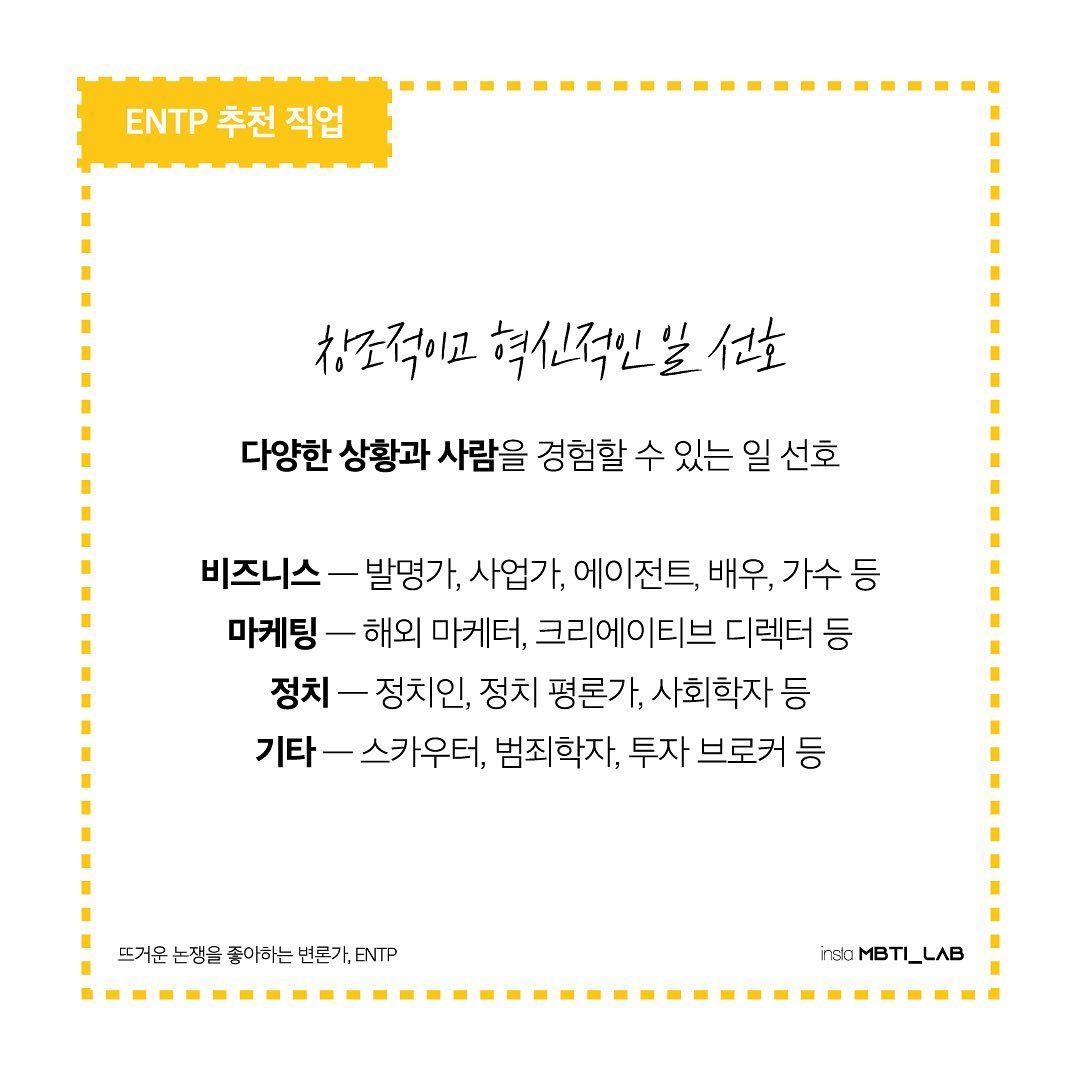 ENTP 추천 직업
창조적이고 혁신적인 일 선호
다양한 상황과 사람을 경험할 수 있는 일 선호
비즈니스 — 발명가, 사업가, 에이전트, 배우, 가수 등
마케팅 — 해외 마케터, 크리에이티브 디렉터 등
정치 — 정치인, 정치 평론가, 사회학자 등
기타 — 스카우터, 범죄학자, 투자 브로커 등
뜨거운 논쟁을 좋아하는 변론가, ENTP
insta MBTI_LAB